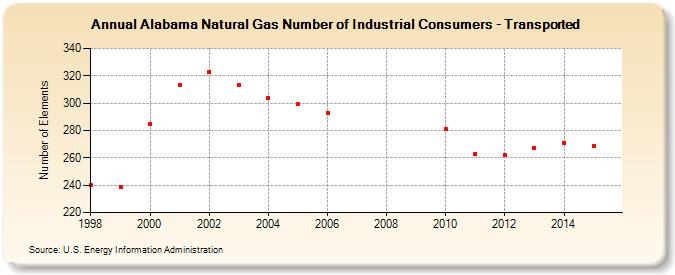 Annual Alabama Natural Gas Number of Industrial Consumers - Transported
Number of Elements
340
320
300
280
260
240
220
1998 2000 2002 2004 2006 2008 2010 2012 2014
Source: U.S. Energy Information Administration